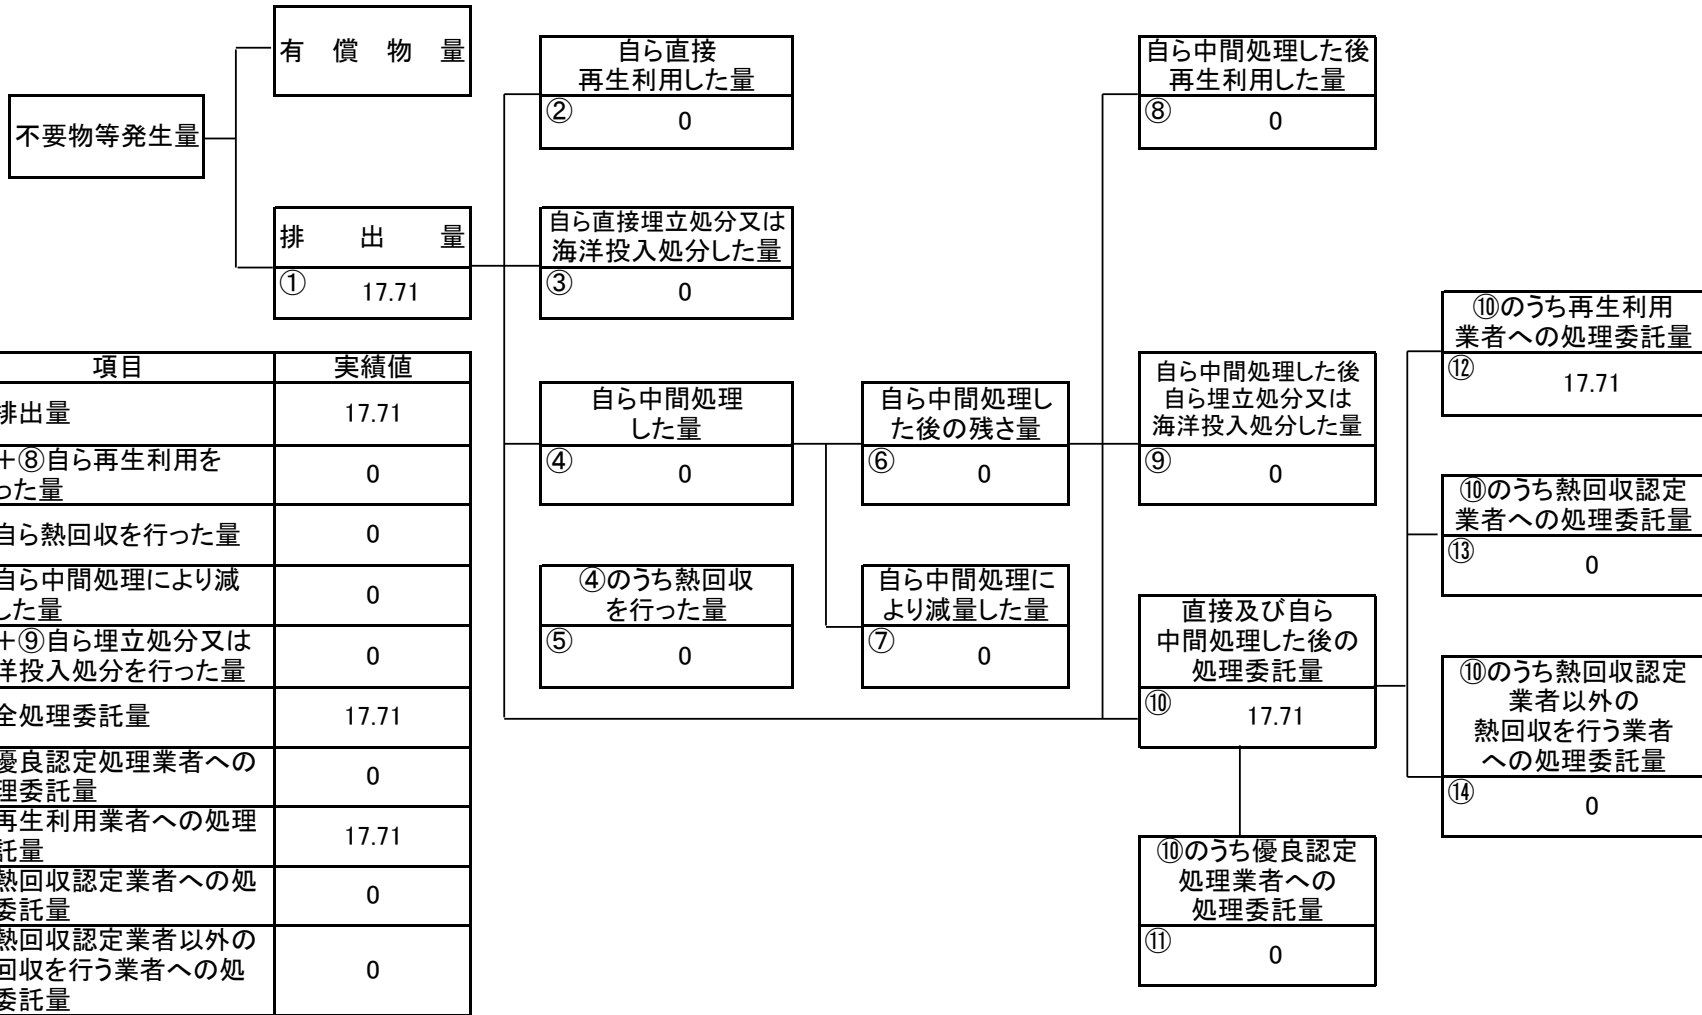 不要物等発生量
有償物量
排出量
①
17.71
自ら直接
再生利用した量
②
0
自ら直接埋立処分又は
海洋投入処分した量
③
0
自ら中間処理
した量
④
0
④のうち熱回収
を行った量
⑤
0
自ら中間処理し
た後の残さ量
⑥
0
自ら中間処理に
より減量した量
⑦
0
自ら中間処理した後
再生利用した量
⑧
0
自ら中間処理した後
自ら埋立処分又は
海洋投入処分した量
⑨
0
直接及び自ら
中間処理した後の
処理委託量
⑩
17.71
⑩のうち優良認定
処理業者への
処理委託量
⑪
0
⑩のうち再生利用
業者への処理委託量
⑫
17.71
⑩のうち熱回収認定
業者への処理委託量
⑬
0
⑩のうち熱回収認定
業者以外の
熱回収を行う業者
への処理委託量
⑭
0
項目 実績値
排出量 17.71
+⑧自ら再生利用を
った量
0
自ら熱回収を行った量 0
自ら中間処理により減
した量
0
+⑨自ら埋立処分又は
洋投入処分を行った量
0
全処理委託量 17.71
優良認定処理業者への
理委託量
0
再生利用業者への処理
託量
17.71
熱回収認定業者への処
委託量
0
熱回収認定業者以外の
回収を行う業者への処
委託量
0